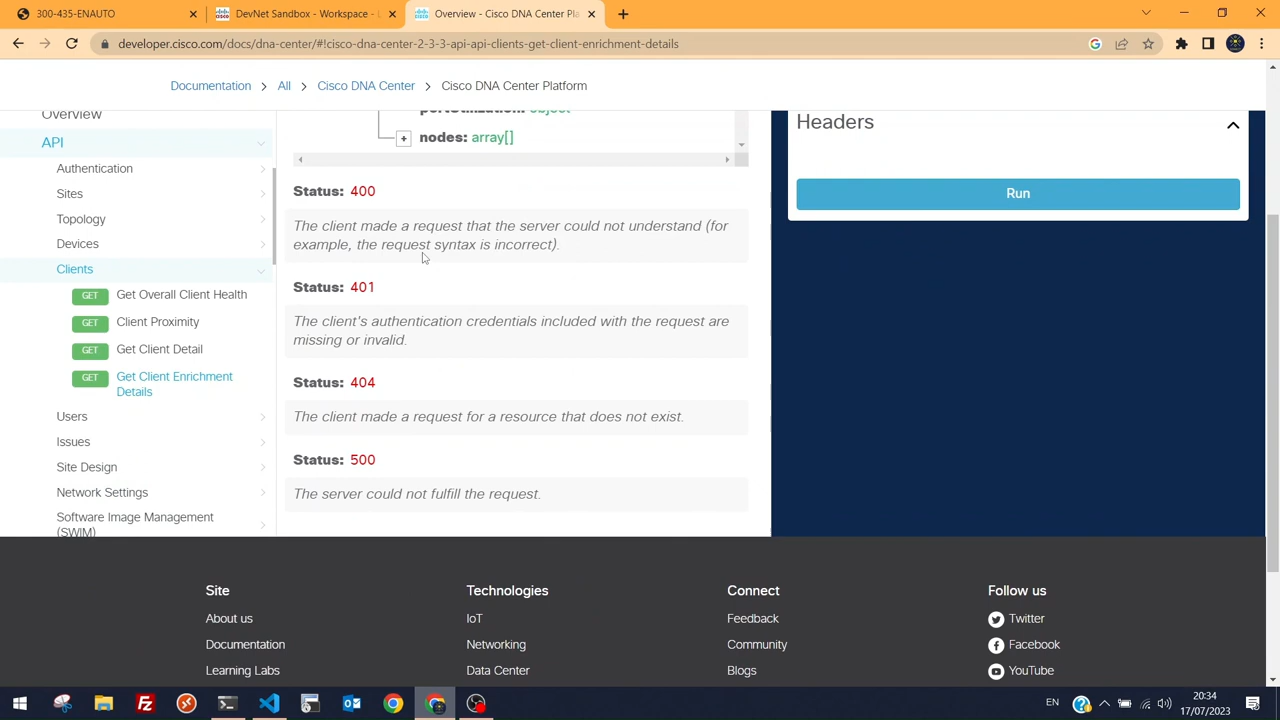 300-435-ENAUTO
DevNet Sandbox - Workspace - L
Overview - Cisco DNA Center Pla
developer.cisco.com/docs/dna-center/#!cisco-dna-center-2-3-3-api-api-clients-get-client-enrichment-details
Documentation > All > Cisco DNA Center > Cisco DNA Center Platform
Overview
API
Authentication
Sites
Topology
Devices
Clients
GET Get Overall Client Health
GET Client Proximity
GET Get Client Detail
GET Get Client Enrichment
Details
Users
Issues
Site Design
Network Settings
Software Image Management
(SWIM)
portUtilization: object
+ nodes: array[]
Status: 400
The client made a request that the server could not understand (for
example, the request syntax is incorrect).
Status: 401
The client's authentication credentials included with the request are
missing or invalid.
Status: 404
The client made a request for a resource that does not exist.
Status: 500
The server could not fulfill the request.
Headers
Run
Site
About us
Documentation
Learning Labs
Technologies
IoT
Networking
Data Center
Connect
Feedback
Community
Blogs
Follow us
Twitter
Facebook
YouTube
EN
20:34
17/07/2023